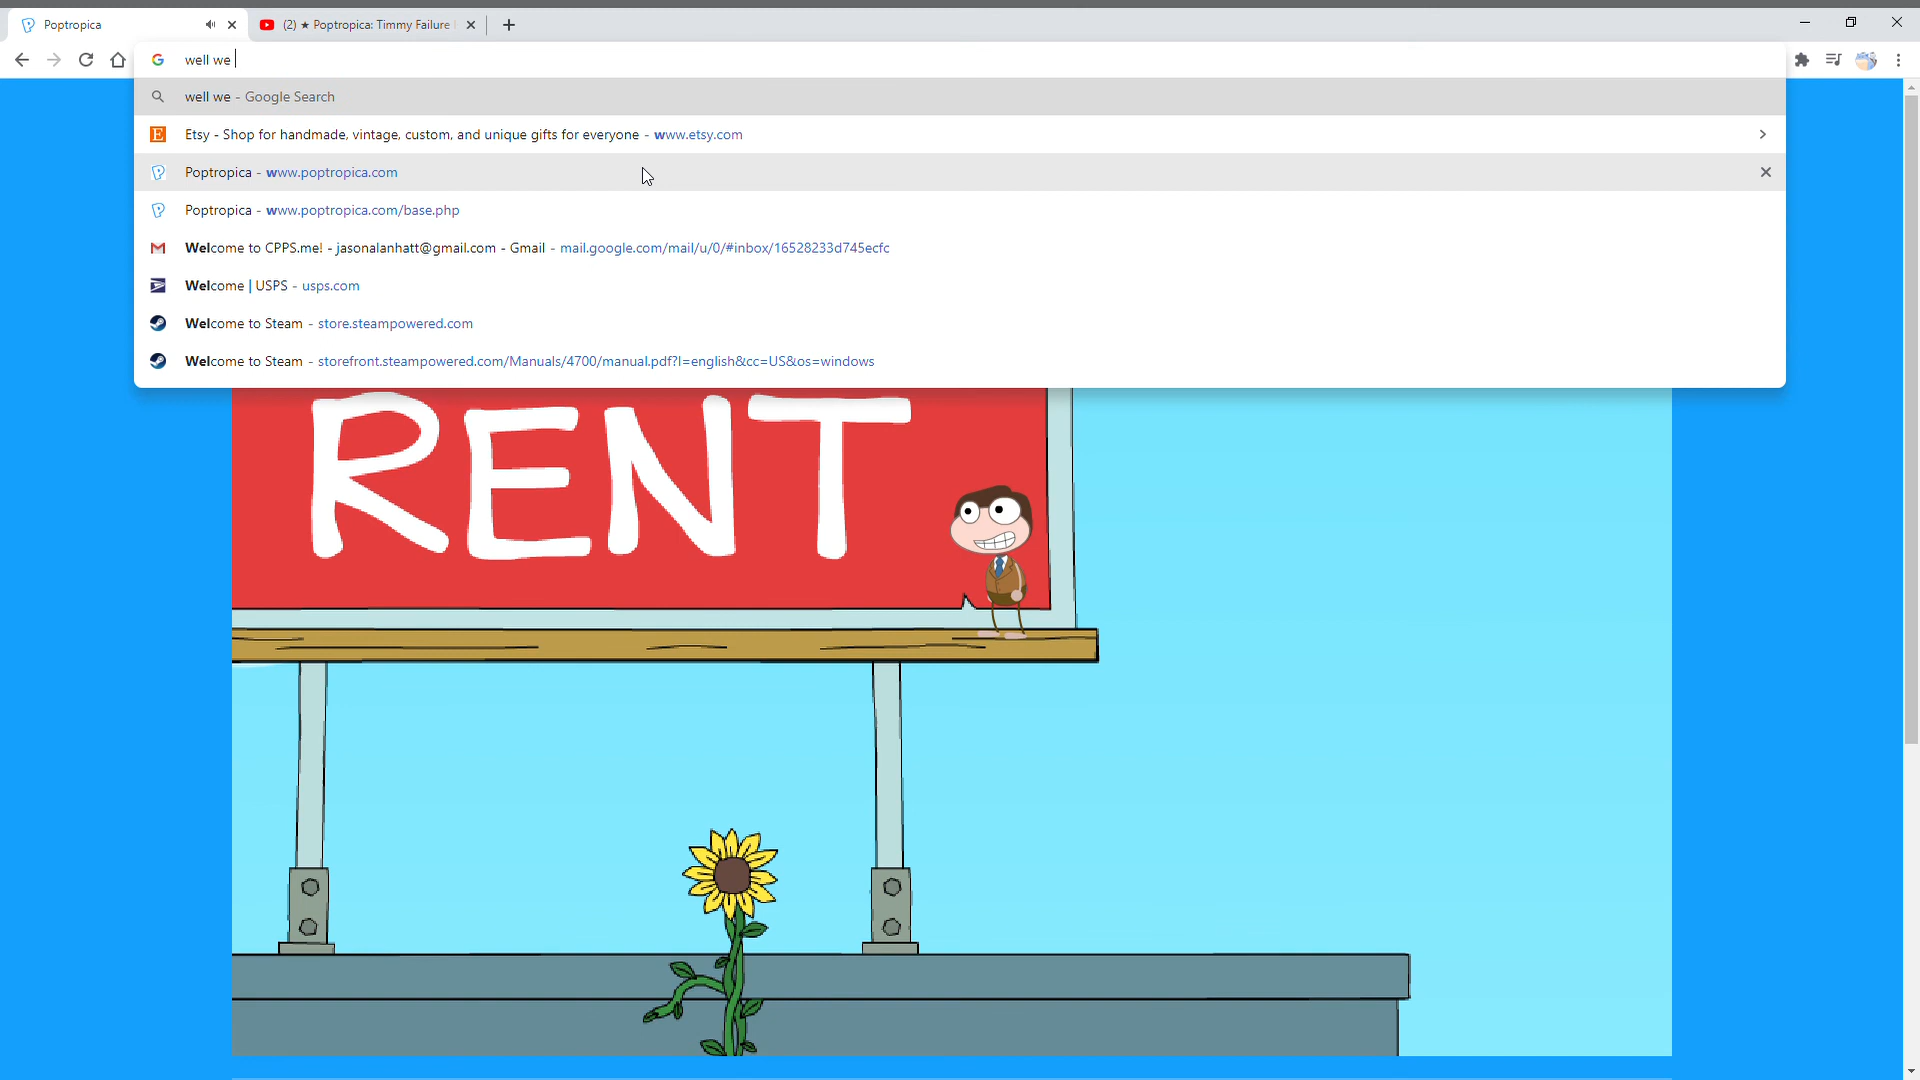 Poptropica
(2) ★ Poptropica: Timmy Failure
well we
well we - Google Search
Etsy - Shop for handmade, vintage, custom, and unique gifts for everyone - www.etsy.com
Poptropica - www.poptropica.com
Poptropica - www.poptropica.com/base.php
Welcome to CPPS.me! - jasonalanhatt@gmail.com - Gmail - mail.google.com/mail/u/0/#inbox/16528233d745ecfc
Welcome | USPS - usps.com
Welcome to Steam - store.steampowered.com
Welcome to Steam - storefront.steampowered.com/Manuals/4700/manual.pdf?l=english&cc=US&os=windows
RENT